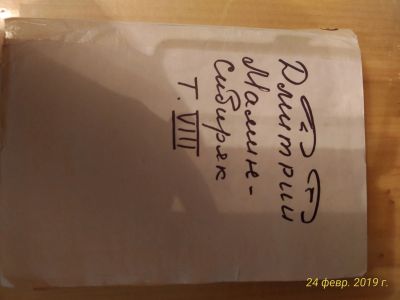 Дмитрий
Мамин-
Сибиряк
Т. VIII
24 февр. 2019 г.